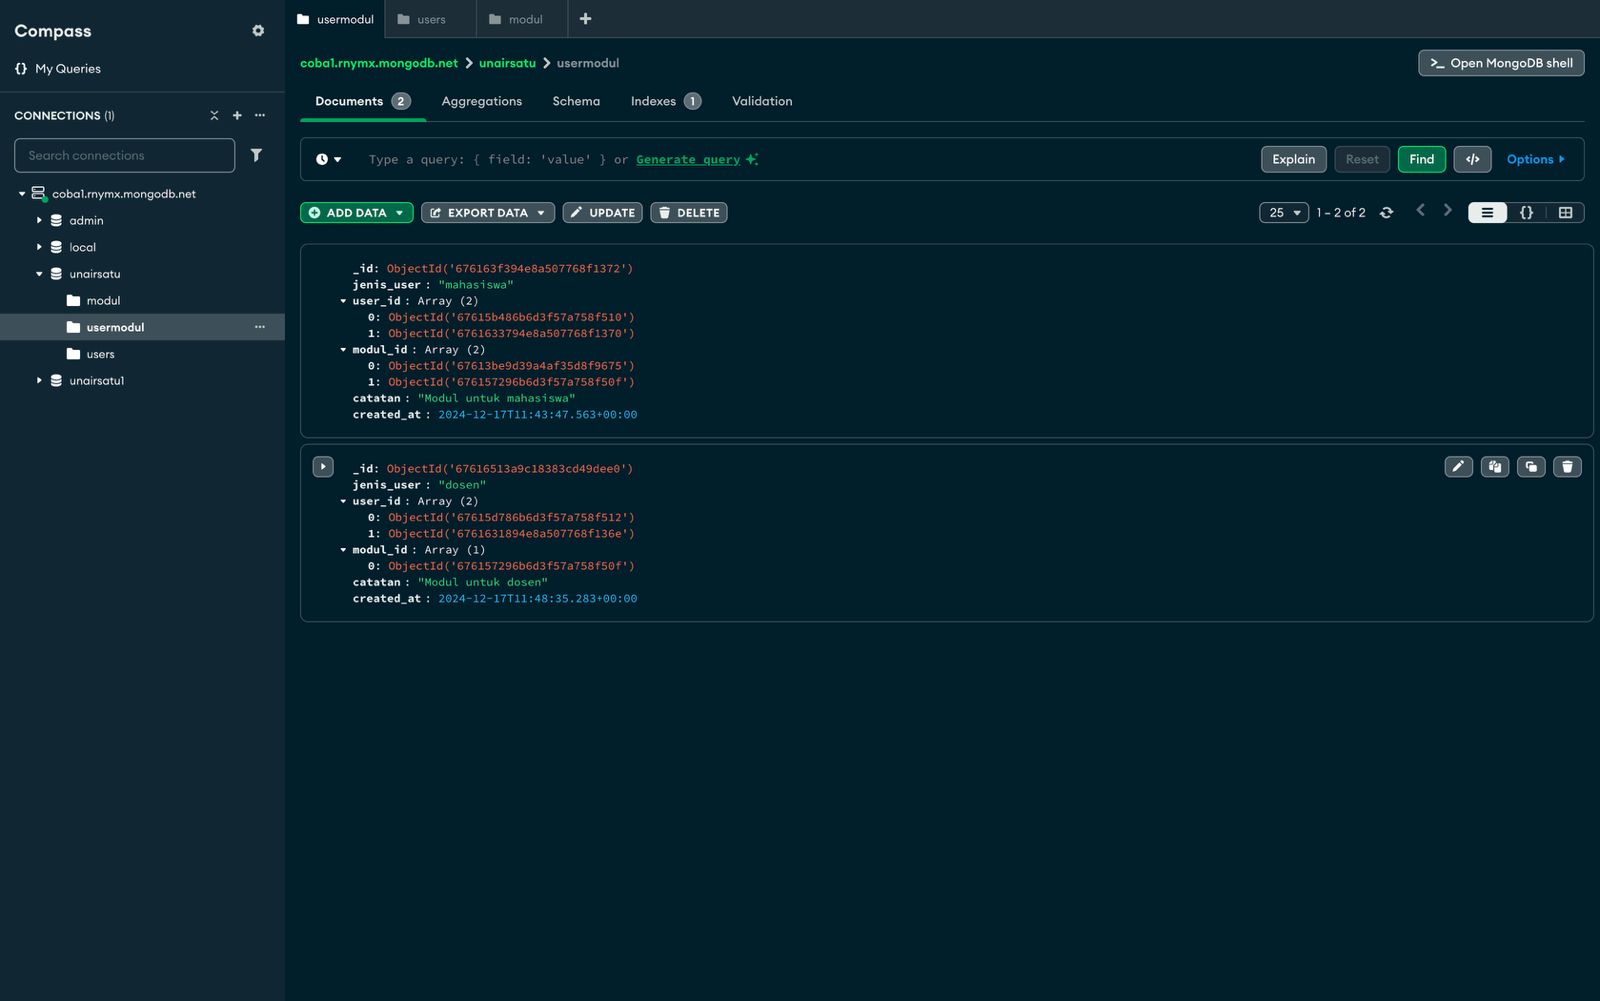 Compass
My Queries
CONNECTIONS (1)
Search connections
coba1.rnymx.mongodb.net
admin
local
unairsatu
modul
usermodul
users
unairsatu1
usermodul
users
modul
coba1.rnymx.mongodb.net > unairsatu > usermodul
>_ Open MongoDB shell
Documents 2 Aggregations Schema Indexes 1 Validation
Type a query: { field: 'value' } or Generate query
Explain Reset Find </> Options
ADD DATA EXPORT DATA UPDATE DELETE
25 1 – 2 of 2 {}
_id: ObjectId('676163f394e8a507768f1372')
jenis_user : "mahasiswa"
user_id : Array (2)
0: ObjectId('67615b486b6d3f57a758f510')
1: ObjectId('6761633794e8a507768f1370')
modul_id : Array (2)
0: ObjectId('67613be9d39a4af35d8f9675')
1: ObjectId('676157296b6d3f57a758f50f')
catatan : "Modul untuk mahasiswa"
created_at : 2024-12-17T11:43:47.563+00:00
_id: ObjectId('67616513a9c18383cd49dee0')
jenis_user : "dosen"
user_id : Array (2)
0: ObjectId('67615d786b6d3f57a758f512')
1: ObjectId('6761631894e8a507768f136e')
modul_id : Array (1)
0: ObjectId('676157296b6d3f57a758f50f')
catatan : "Modul untuk dosen"
created_at : 2024-12-17T11:48:35.283+00:00